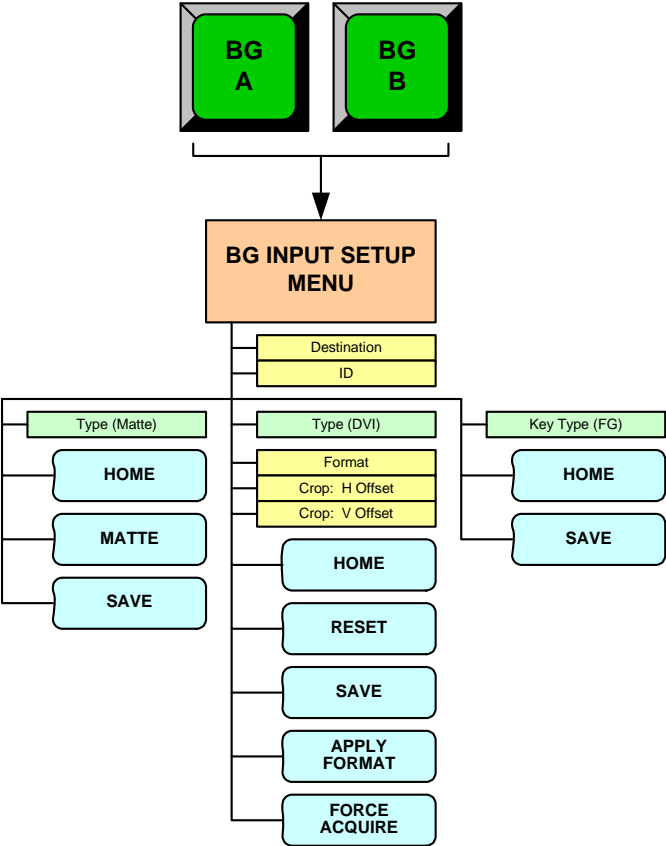 BG
A
BG
B
BG INPUT SETUP
MENU
Destination
ID
Type (Matte)
HOME
MATTE
SAVE
Type (DVI)
Format
Crop: H Offset
Crop: V Offset
HOME
RESET
SAVE
APPLY
FORMAT
FORCE
ACQUIRE
Key Type (FG)
HOME
SAVE